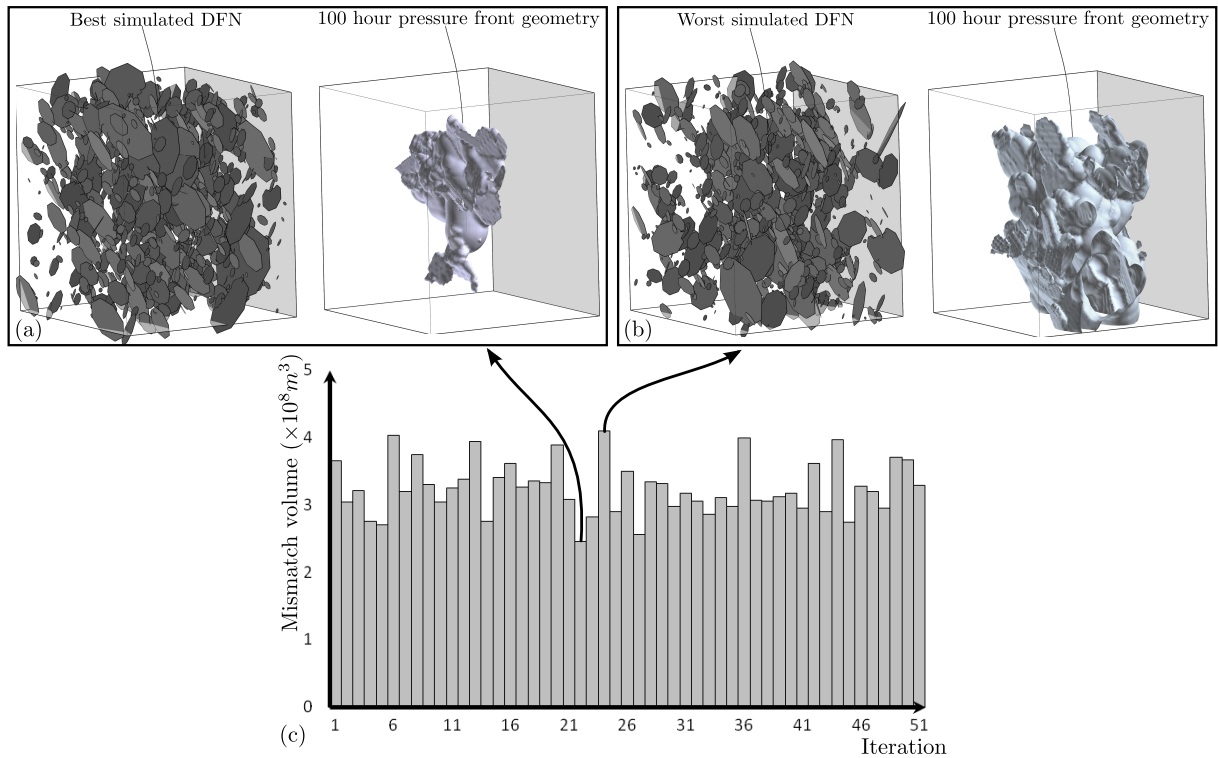 Best simulated DFN
100 hour pressure front geometry
(a)
Worst simulated DFN
100 hour pressure front geometry
(b)
Mismatch volume (×10⁸m³)
5
4
3
2
1
0
1 6 11 16 21 26 31 36 41 46 51
(c)
Iteration